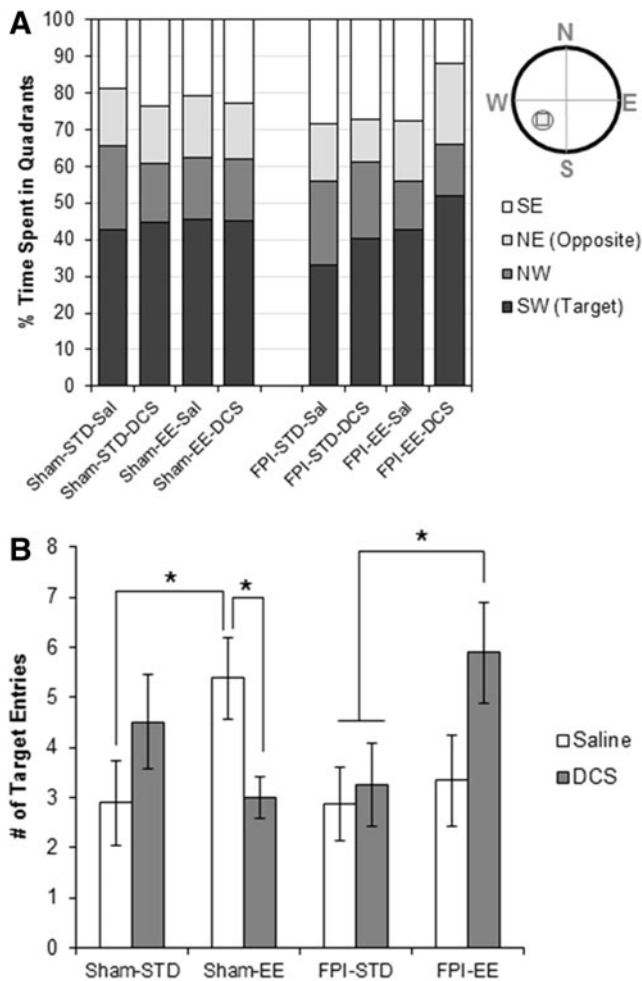 A
100
90
80
70
60
50
40
30
20
10
0
% Time Spent in Quadrants
Sham-STD-Sal
Sham-STD-DCS
Sham-EE-Sal
Sham-EE-DCS
FPI-STD-Sal
FPI-STD-DCS
FPI-EE-Sal
FPI-EE-DCS
N
W E
S
SE
NE (Opposite)
NW
SW (Target)
B
8
7
6
5
4
3
2
1
0
# of Target Entries
* * *
Sham-STD Sham-EE FPI-STD FPI-EE
Saline
DCS